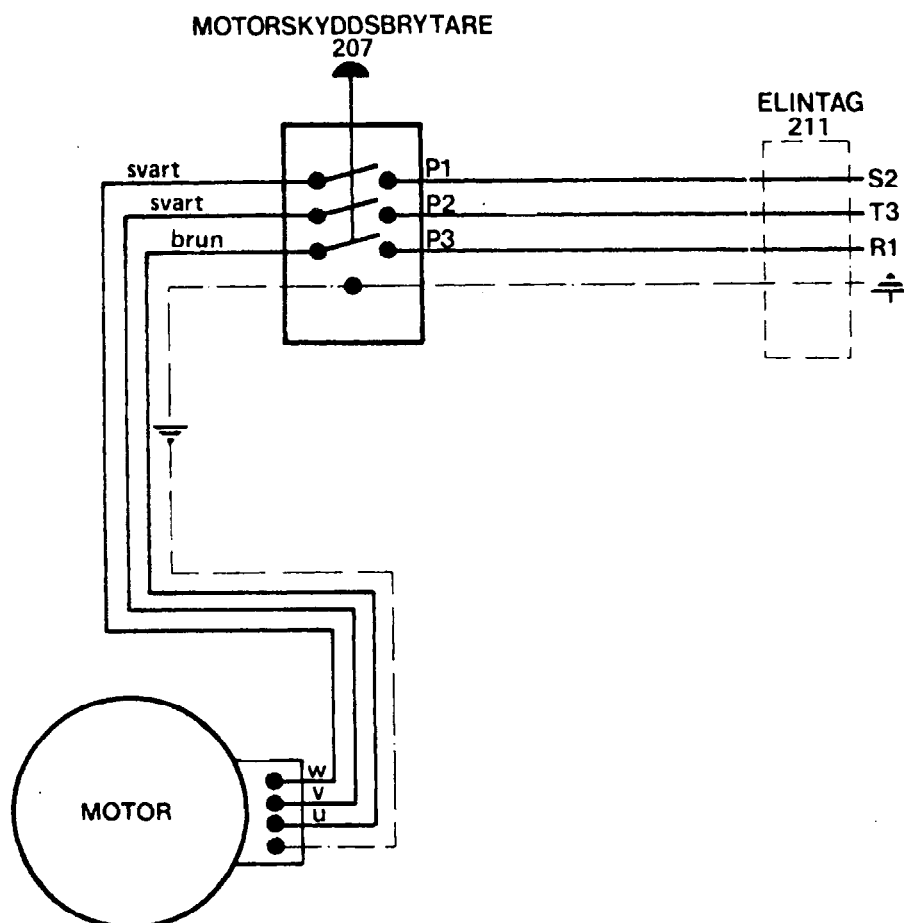 MOTORSKYDDSBRYTARE
207
ELINTAG
211
svart
P1
S2
svart
P2
T3
brun
P3
R1
w
v
u
MOTOR